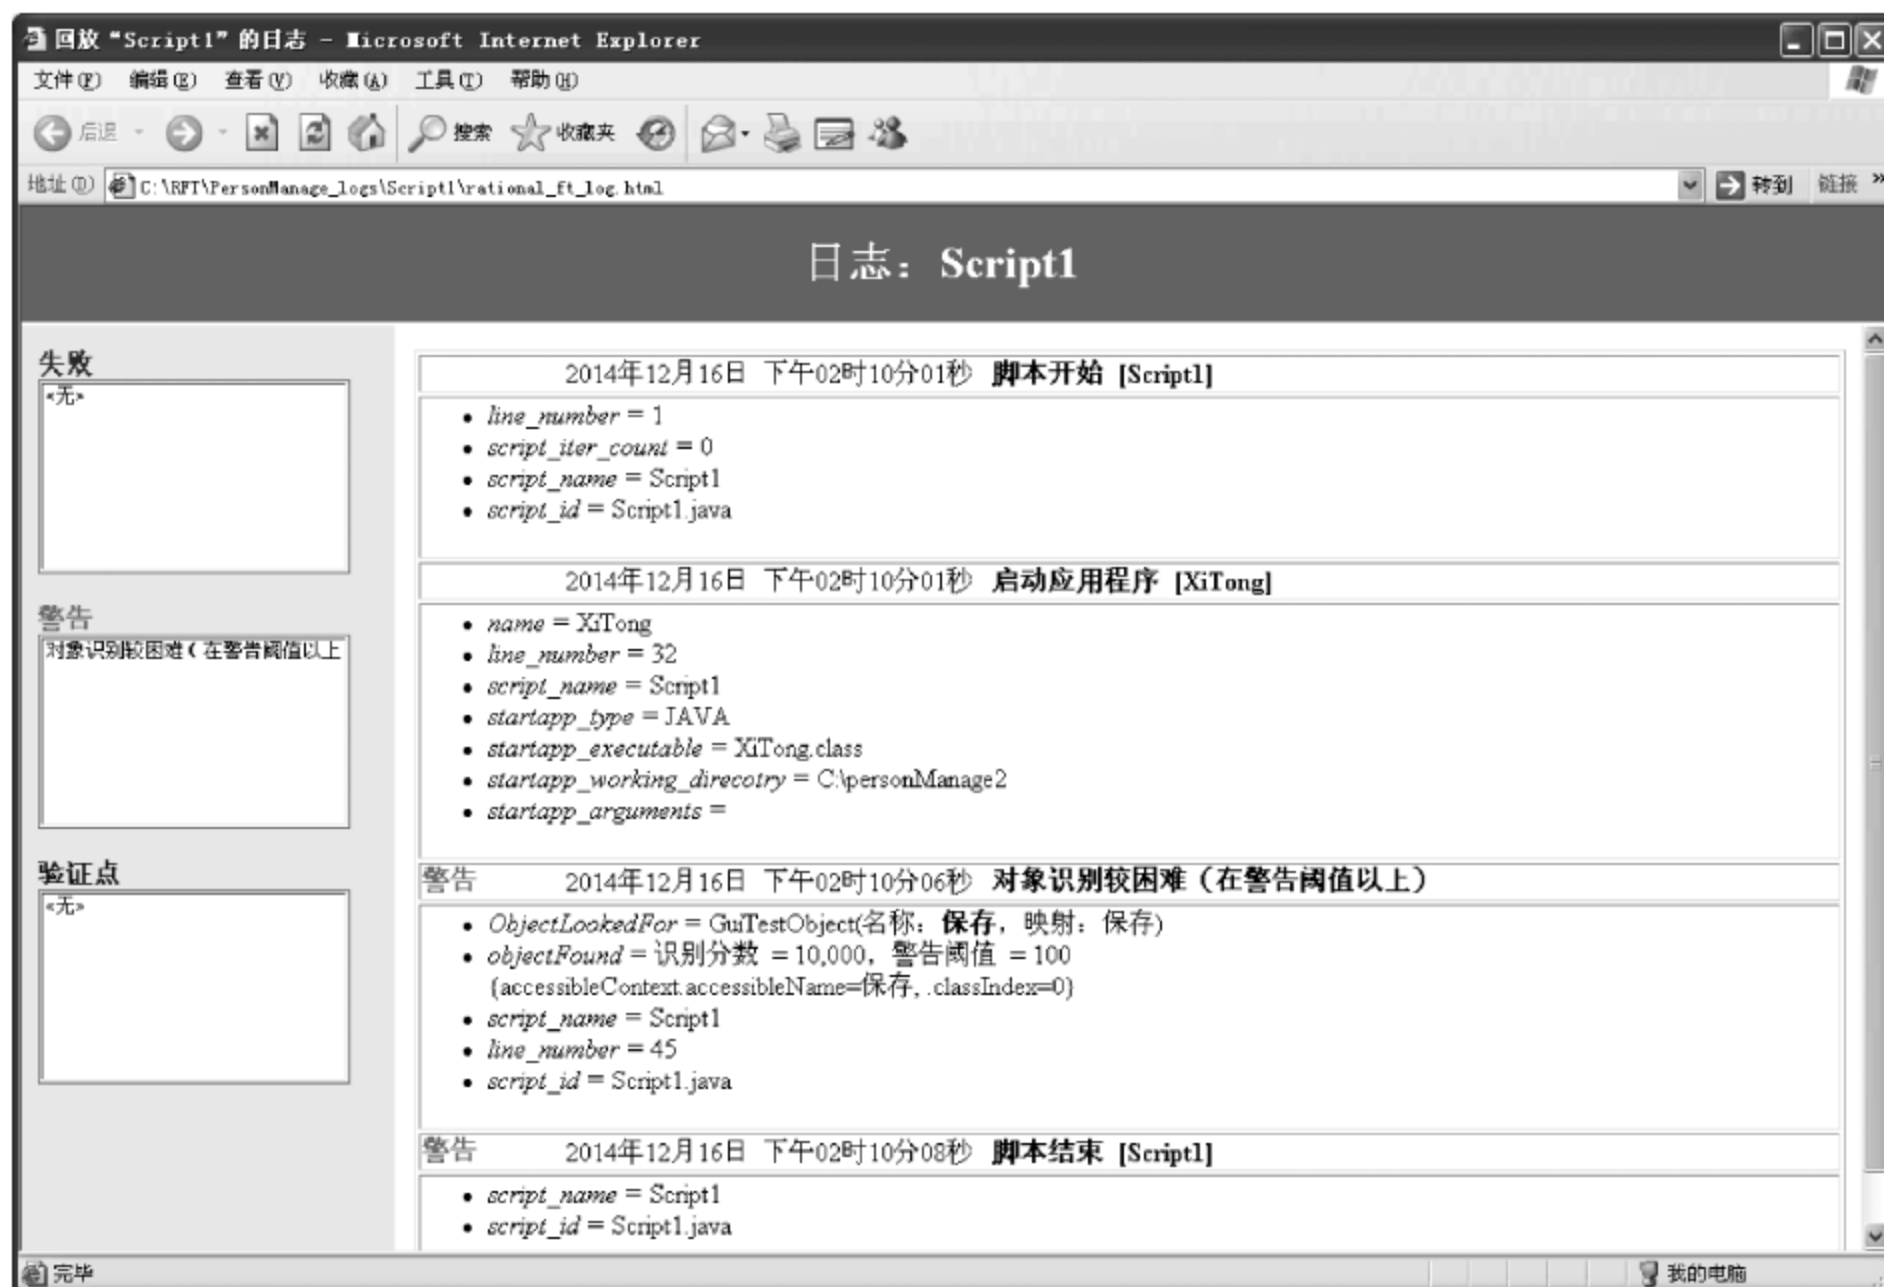 回放“Script1”的日志 - Microsoft Internet Explorer
文件(F) 编辑(E) 查看(V) 收藏(A) 工具(T) 帮助(H)
后退 搜索 收藏夹
地址(D) C:\RFT\PersonManage_logs\Script1\rational_ft_log.html 转到 链接 »
日志：Script1
失败
«无»
警告
对象识别较困难（在警告阈值以上
验证点
«无»
2014年12月16日 下午02时10分01秒 脚本开始 [Script1]
• line_number = 1
• script_iter_count = 0
• script_name = Script1
• script_id = Script1.java
2014年12月16日 下午02时10分01秒 启动应用程序 [XiTong]
• name = XiTong
• line_number = 32
• script_name = Script1
• startapp_type = JAVA
• startapp_executable = XiTong.class
• startapp_working_direcotry = C:\personManage2
• startapp_arguments =
警告 2014年12月16日 下午02时10分06秒 对象识别较困难（在警告阈值以上）
• ObjectLookedFor = GuiTestObject(名称：保存，映射：保存)
• objectFound = 识别分数 = 10,000，警告阈值 = 100
{accessibleContext.accessibleName=保存, .classIndex=0}
• script_name = Script1
• line_number = 45
• script_id = Script1.java
警告 2014年12月16日 下午02时10分08秒 脚本结束 [Script1]
• script_name = Script1
• script_id = Script1.java
完毕 我的电脑